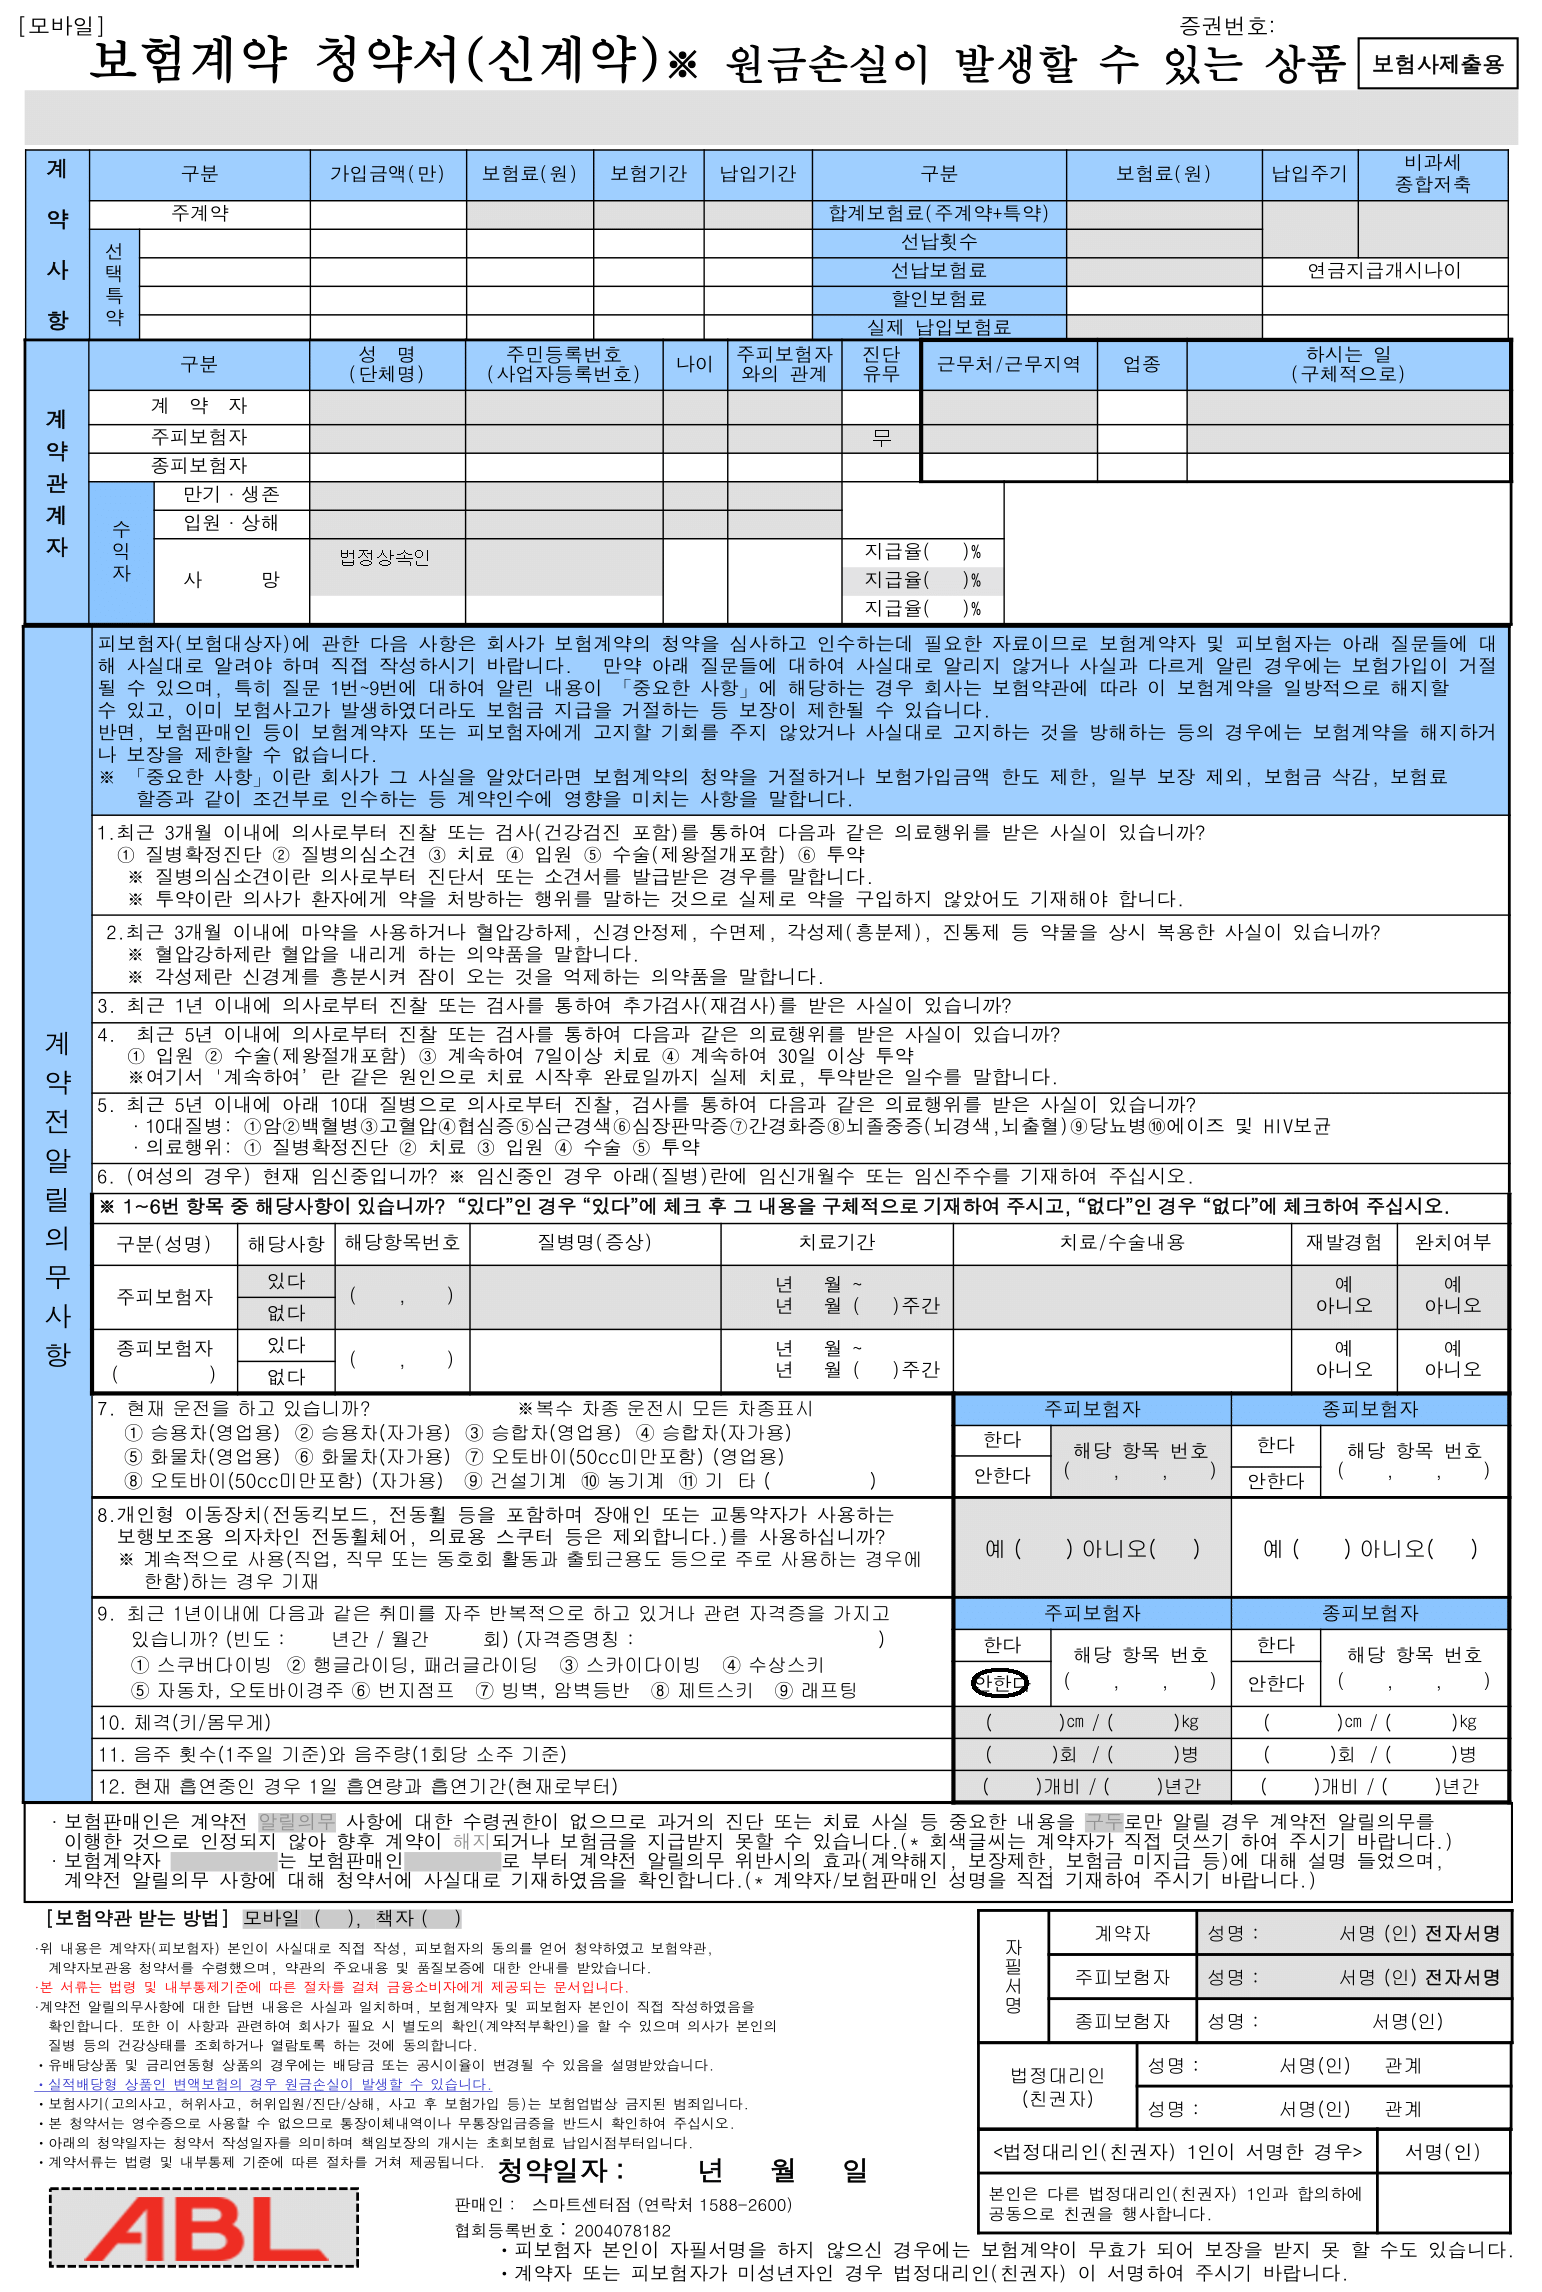 [모바일]
증권번호:
보험계약 청약서(신계약)※ 원금손실이 발생할 수 있는 상품
보험사제출용
계약사항
구분 가입금액(만) 보험료(원) 보험기간 납입기간 구분 보험료(원) 납입주기 비과세 종합저축
주계약 합계보험료(주계약+특약)
선택특약
선납횟수
선납보험료 연금지급개시나이
할인보험료
실제 납입보험료
계약관계자
구분 성 명 (단체명) 주민등록번호 (사업자등록번호) 나이 주피보험자 와의 관계 진단 유무 근무처/근무지역 업종 하시는 일 (구체적으로)
계 약 자
주피보험자 무
종피보험자
수익자
만기 · 생존
입원 · 상해
사 망 법정상속인
지급율( )%
지급율( )%
지급율( )%
계약전알릴의무사항
피보험자(보험대상자)에 관한 다음 사항은 회사가 보험계약의 청약을 심사하고 인수하는데 필요한 자료이므로 보험계약자 및 피보험자는 아래 질문들에 대
해 사실대로 알려야 하며 직접 작성하시기 바랍니다. 만약 아래 질문들에 대하여 사실대로 알리지 않거나 사실과 다르게 알린 경우에는 보험가입이 거절
될 수 있으며, 특히 질문 1번~9번에 대하여 알린 내용이 「중요한 사항」에 해당하는 경우 회사는 보험약관에 따라 이 보험계약을 일방적으로 해지할
수 있고, 이미 보험사고가 발생하였더라도 보험금 지급을 거절하는 등 보장이 제한될 수 있습니다.
반면, 보험판매인 등이 보험계약자 또는 피보험자에게 고지할 기회를 주지 않았거나 사실대로 고지하는 것을 방해하는 등의 경우에는 보험계약을 해지하거
나 보장을 제한할 수 없습니다.
※ 「중요한 사항」이란 회사가 그 사실을 알았더라면 보험계약의 청약을 거절하거나 보험가입금액 한도 제한, 일부 보장 제외, 보험금 삭감, 보험료
할증과 같이 조건부로 인수하는 등 계약인수에 영향을 미치는 사항을 말합니다.
1.최근 3개월 이내에 의사로부터 진찰 또는 검사(건강검진 포함)를 통하여 다음과 같은 의료행위를 받은 사실이 있습니까?
① 질병확정진단 ② 질병의심소견 ③ 치료 ④ 입원 ⑤ 수술(제왕절개포함) ⑥ 투약
※ 질병의심소견이란 의사로부터 진단서 또는 소견서를 발급받은 경우를 말합니다.
※ 투약이란 의사가 환자에게 약을 처방하는 행위를 말하는 것으로 실제로 약을 구입하지 않았어도 기재해야 합니다.
2.최근 3개월 이내에 마약을 사용하거나 혈압강하제, 신경안정제, 수면제, 각성제(흥분제), 진통제 등 약물을 상시 복용한 사실이 있습니까?
※ 혈압강하제란 혈압을 내리게 하는 의약품을 말합니다.
※ 각성제란 신경계를 흥분시켜 잠이 오는 것을 억제하는 의약품을 말합니다.
3. 최근 1년 이내에 의사로부터 진찰 또는 검사를 통하여 추가검사(재검사)를 받은 사실이 있습니까?
4. 최근 5년 이내에 의사로부터 진찰 또는 검사를 통하여 다음과 같은 의료행위를 받은 사실이 있습니까?
① 입원 ② 수술(제왕절개포함) ③ 계속하여 7일이상 치료 ④ 계속하여 30일 이상 투약
※여기서 '계속하여’ 란 같은 원인으로 치료 시작후 완료일까지 실제 치료, 투약받은 일수를 말합니다.
5. 최근 5년 이내에 아래 10대 질병으로 의사로부터 진찰, 검사를 통하여 다음과 같은 의료행위를 받은 사실이 있습니까?
· 10대질병: ①암②백혈병③고혈압④협심증⑤심근경색⑥심장판막증⑦간경화증⑧뇌졸중증(뇌경색,뇌출혈)⑨당뇨병⑩에이즈 및 HIV보균
· 의료행위: ① 질병확정진단 ② 치료 ③ 입원 ④ 수술 ⑤ 투약
6. (여성의 경우) 현재 임신중입니까? ※ 임신중인 경우 아래(질병)란에 임신개월수 또는 임신주수를 기재하여 주십시오.
※ 1~6번 항목 중 해당사항이 있습니까? “있다”인 경우 “있다”에 체크 후 그 내용을 구체적으로 기재하여 주시고, “없다”인 경우 “없다”에 체크하여 주십시오.
구분(성명) 해당사항 해당항목번호 질병명(증상) 치료기간 치료/수술내용 재발경험 완치여부
주피보험자 있다 없다 ( , ) 년 월 ~ 년 월 ( )주간 예 아니오 예 아니오
종피보험자 ( ) 있다 없다 ( , ) 년 월 ~ 년 월 ( )주간 예 아니오 예 아니오
7. 현재 운전을 하고 있습니까? ※복수 차종 운전시 모든 차종표시
① 승용차(영업용) ② 승용차(자가용) ③ 승합차(영업용) ④ 승합차(자가용)
⑤ 화물차(영업용) ⑥ 화물차(자가용) ⑦ 오토바이(50cc미만포함) (영업용)
⑧ 오토바이(50cc미만포함) (자가용) ⑨ 건설기계 ⑩ 농기계 ⑪ 기 타 ( )
주피보험자 종피보험자
한다 안한다 해당 항목 번호 ( , , ) 한다 안한다 해당 항목 번호 ( , , )
8.개인형 이동장치(전동킥보드, 전동휠 등을 포함하며 장애인 또는 교통약자가 사용하는
보행보조용 의자차인 전동휠체어, 의료용 스쿠터 등은 제외합니다.)를 사용하십니까?
※ 계속적으로 사용(직업, 직무 또는 동호회 활동과 출퇴근용도 등으로 주로 사용하는 경우에
한함)하는 경우 기재
예 ( ) 아니오( ) 예 ( ) 아니오( )
9. 최근 1년이내에 다음과 같은 취미를 자주 반복적으로 하고 있거나 관련 자격증을 가지고
있습니까? (빈도 : 년간 / 월간 회) (자격증명칭 : )
① 스쿠버다이빙 ② 행글라이딩, 패러글라이딩 ③ 스카이다이빙 ④ 수상스키
⑤ 자동차, 오토바이경주 ⑥ 번지점프 ⑦ 빙벽, 암벽등반 ⑧ 제트스키 ⑨ 래프팅
주피보험자 종피보험자
한다 안한다 해당 항목 번호 ( , , ) 한다 안한다 해당 항목 번호 ( , , )
10. 체격(키/몸무게) ( )㎝ / ( )㎏ ( )㎝ / ( )㎏
11. 음주 횟수(1주일 기준)와 음주량(1회당 소주 기준) ( )회 / ( )병 ( )회 / ( )병
12. 현재 흡연중인 경우 1일 흡연량과 흡연기간(현재로부터) ( )개비 / ( )년간 ( )개비 / ( )년간
· 보험판매인은 계약전 알릴의무 사항에 대한 수령권한이 없으므로 과거의 진단 또는 치료 사실 등 중요한 내용을 구두로만 알릴 경우 계약전 알릴의무를
이행한 것으로 인정되지 않아 향후 계약이 해지되거나 보험금을 지급받지 못할 수 있습니다.(* 회색글씨는 계약자가 직접 덧쓰기 하여 주시기 바랍니다.)
· 보험계약자 는 보험판매인 로 부터 계약전 알릴의무 위반시의 효과(계약해지, 보장제한, 보험금 미지급 등)에 대해 설명 들었으며,
계약전 알릴의무 사항에 대해 청약서에 사실대로 기재하였음을 확인합니다.(* 계약자/보험판매인 성명을 직접 기재하여 주시기 바랍니다.)
[보험약관 받는 방법] 모바일 ( ), 책자 ( )
·위 내용은 계약자(피보험자) 본인이 사실대로 직접 작성, 피보험자의 동의를 얻어 청약하였고 보험약관,
계약자보관용 청약서를 수령했으며, 약관의 주요내용 및 품질보증에 대한 안내를 받았습니다.
·본 서류는 법령 및 내부통제기준에 따른 절차를 걸쳐 금융소비자에게 제공되는 문서입니다.
·계약전 알릴의무사항에 대한 답변 내용은 사실과 일치하며, 보험계약자 및 피보험자 본인이 직접 작성하였음을
확인합니다. 또한 이 사항과 관련하여 회사가 필요 시 별도의 확인(계약적부확인)을 할 수 있으며 의사가 본인의
질병 등의 건강상태를 조회하거나 열람토록 하는 것에 동의합니다.
• 유배당상품 및 금리연동형 상품의 경우에는 배당금 또는 공시이율이 변경될 수 있음을 설명받았습니다.
• 실적배당형 상품인 변액보험의 경우 원금손실이 발생할 수 있습니다.
• 보험사기(고의사고, 허위사고, 허위입원/진단/상해, 사고 후 보험가입 등)는 보험업법상 금지된 범죄입니다.
• 본 청약서는 영수증으로 사용할 수 없으므로 통장이체내역이나 무통장입금증을 반드시 확인하여 주십시오.
• 아래의 청약일자는 청약서 작성일자를 의미하며 책임보장의 개시는 초회보험료 납입시점부터입니다.
• 계약서류는 법령 및 내부통제 기준에 따른 절차를 거쳐 제공됩니다.
자필서명
계약자 성명 : 서명 (인) 전자서명
주피보험자 성명 : 서명 (인) 전자서명
종피보험자 성명 : 서명(인)
법정대리인 (친권자)
성명 : 서명(인) 관계
성명 : 서명(인) 관계
<법정대리인(친권자) 1인이 서명한 경우> 서명(인)
본인은 다른 법정대리인(친권자) 1인과 합의하에
공동으로 친권을 행사합니다.
청약일자 : 년 월 일
ABL
판매인 : 스마트센터점 (연락처 1588-2600)
협회등록번호 : 2004078182
• 피보험자 본인이 자필서명을 하지 않으신 경우에는 보험계약이 무효가 되어 보장을 받지 못 할 수도 있습니다.
• 계약자 또는 피보험자가 미성년자인 경우 법정대리인(친권자) 이 서명하여 주시기 바랍니다.